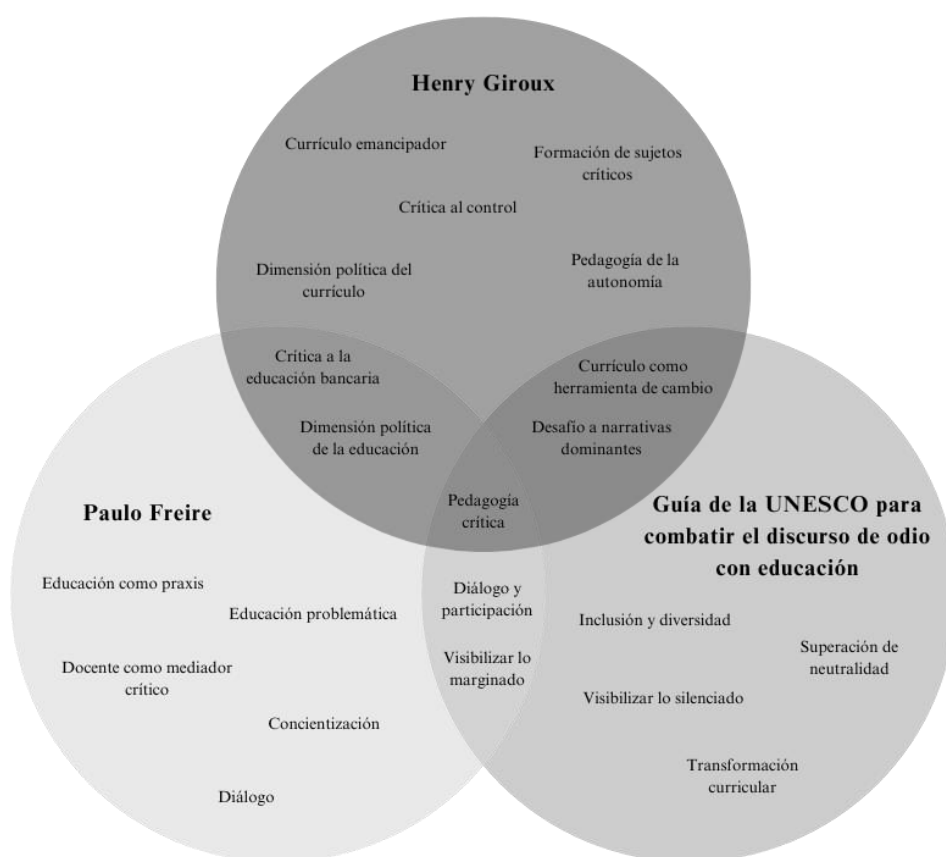 Henry Giroux
Currículo emancipador
Formación de sujetos
críticos
Crítica al control
Dimensión política del
currículo
Pedagogía de la
autonomía
Crítica a la
educación bancaria
Currículo como
herramienta de cambio
Dimensión política
de la educación
Desafío a narrativas
dominantes
Pedagogía
crítica
Paulo Freire
Educación como praxis
Educación problemática
Docente como mediador
crítico
Concientización
Diálogo
Diálogo y
participación
Visibilizar lo
marginado
Guía de la UNESCO para
combatir el discurso de odio
con educación
Inclusión y diversidad
Superación de
neutralidad
Visibilizar lo silenciado
Transformación
curricular